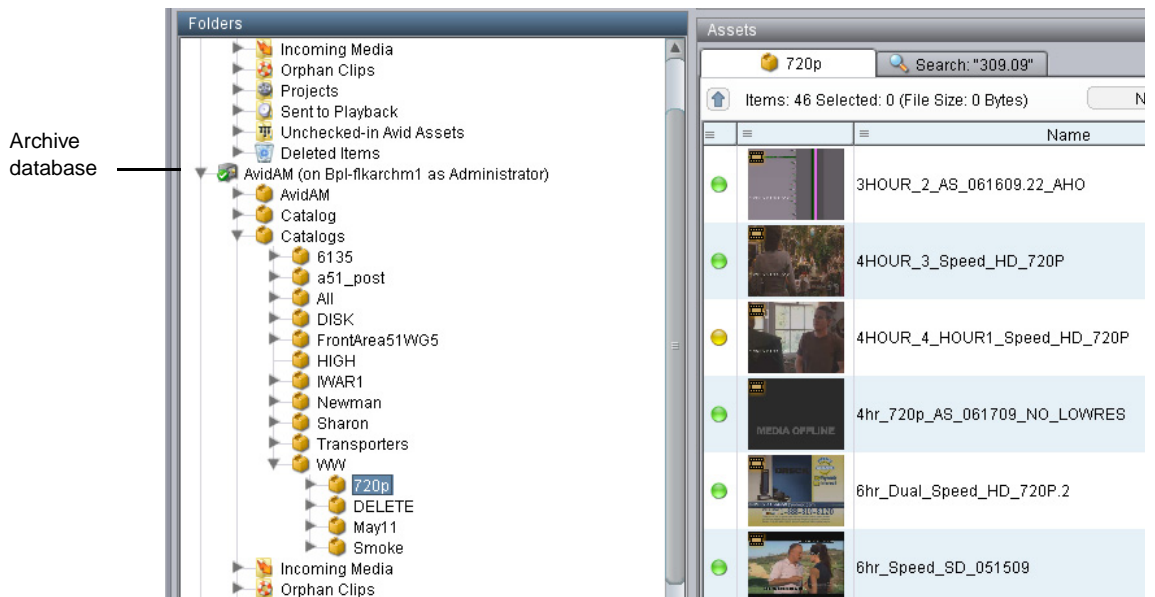 Archive
database
Folders
Incoming Media
Orphan Clips
Projects
Sent to Playback
Unchecked-in Avid Assets
Deleted Items
AvidAM (on Bpl-flkarchm1 as Administrator)
AvidAM
Catalog
Catalogs
6135
a51_post
All
DISK
FrontArea51WG5
HIGH
IWAR1
Newman
Sharon
Transporters
WW
720p
DELETE
May11
Smoke
Incoming Media
Orphan Clips
Assets
720p
Search: "309.09"
Items: 46 Selected: 0 (File Size: 0 Bytes)
N
Name
3HOUR_2_AS_061609.22_AHO
4HOUR_3_Speed_HD_720P
4HOUR_4_HOUR1_Speed_HD_720P
MEDIA OFFLINE
4hr_720p_AS_061709_NO_LOWRES
6hr_Dual_Speed_HD_720P.2
6hr_Speed_SD_051509